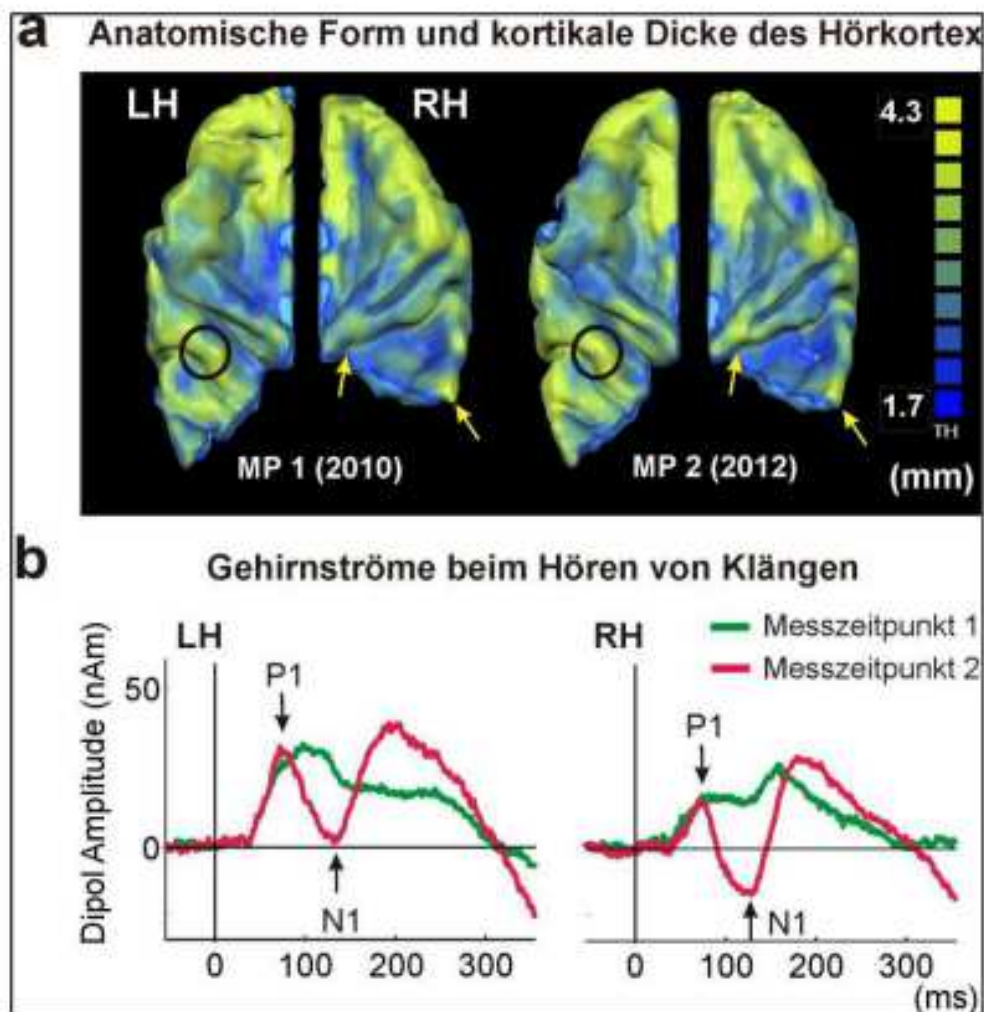 a Anatomische Form und kortikale Dicke des Hörkortex
LH RH
4.3
1.7
TH
(mm)
MP 1 (2010) MP 2 (2012)
b Gehirnströme beim Hören von Klängen
LH RH
Messzeitpunkt 1
Messzeitpunkt 2
Dipol Amplitude (nAm)
50
0
P1
N1
P1
N1
0 100 200 300
0 100 200 300
(ms)